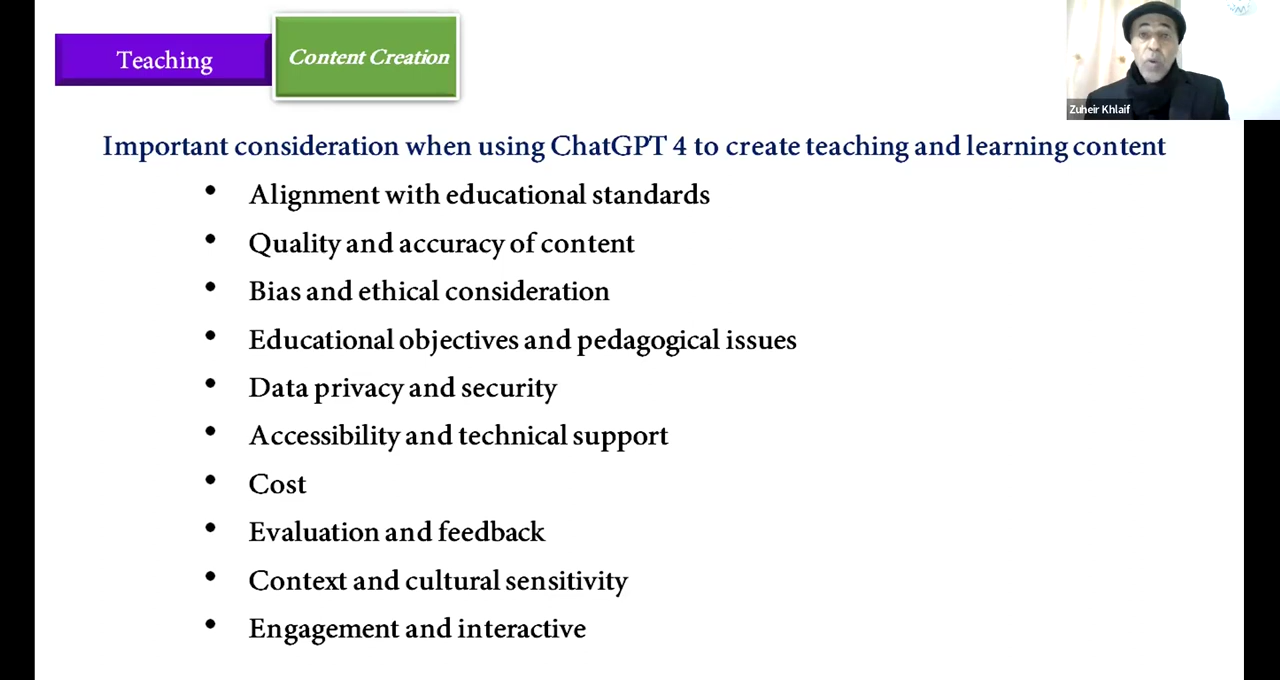 Teaching
Content Creation
Zuheir Khlaif
Important consideration when using ChatGPT 4 to create teaching and learning content
• Alignment with educational standards
• Quality and accuracy of content
• Bias and ethical consideration
• Educational objectives and pedagogical issues
• Data privacy and security
• Accessibility and technical support
• Cost
• Evaluation and feedback
• Context and cultural sensitivity
• Engagement and interactive